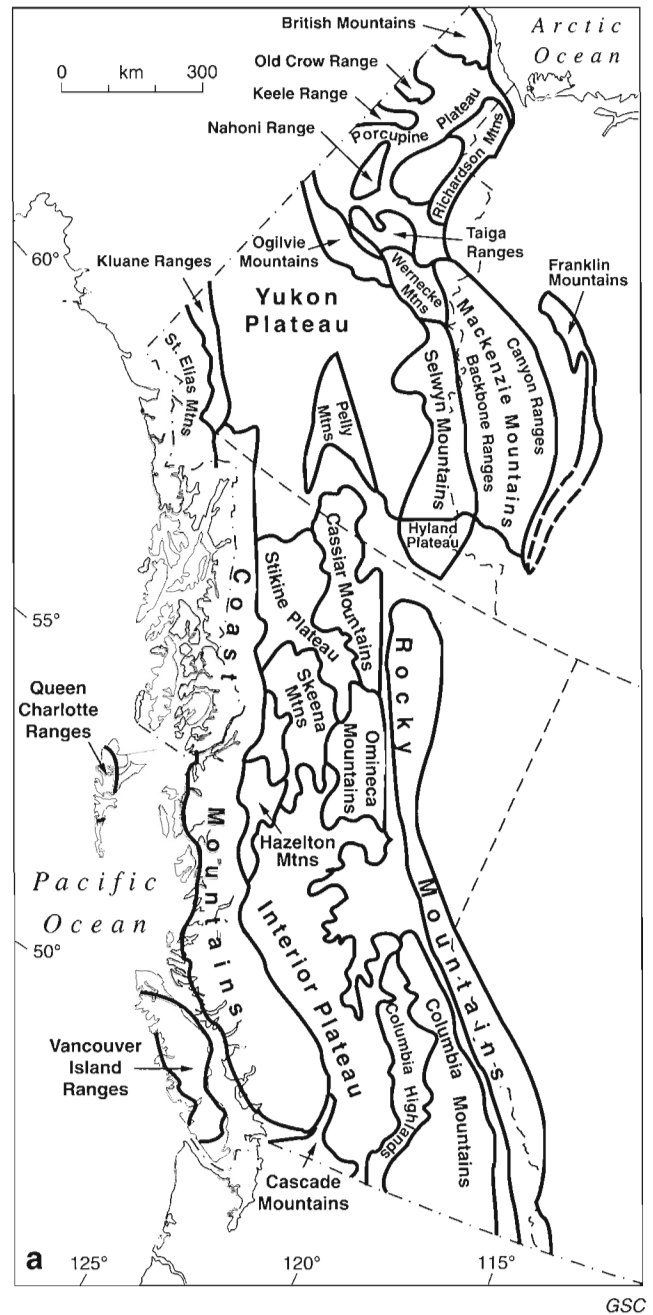 British Mountains
Arctic
Ocean
Old Crow Range
0 km 300
Keele Range
Plateau
Nahoni Range
Porcupine
Richardson Mtns
Taiga
Ranges
Ogilvie
Mountains
60°
Kluane Ranges
Wernecke
Mtns
Franklin
Mountains
Yukon
Plateau
St. Elias Mtns
Mackenzie Mountains
Canyon Ranges
Backbone Ranges
Selwyn Mountains
Pelly
Mtns
Hyland
Plateau
Cassiar Mountains
Stikine Plateau
Coast
55°
Rocky
Skeena
Mtns
Queen
Charlotte
Ranges
Omineca
Mountains
Mountains
Hazelton
Mtns
Pacific
Ocean
Mountains
Interior Plateau
50°
Columbia Highlands
Columbia Mountains
Vancouver
Island
Ranges
Cascade
Mountains
a
125°
120°
115°
GSC